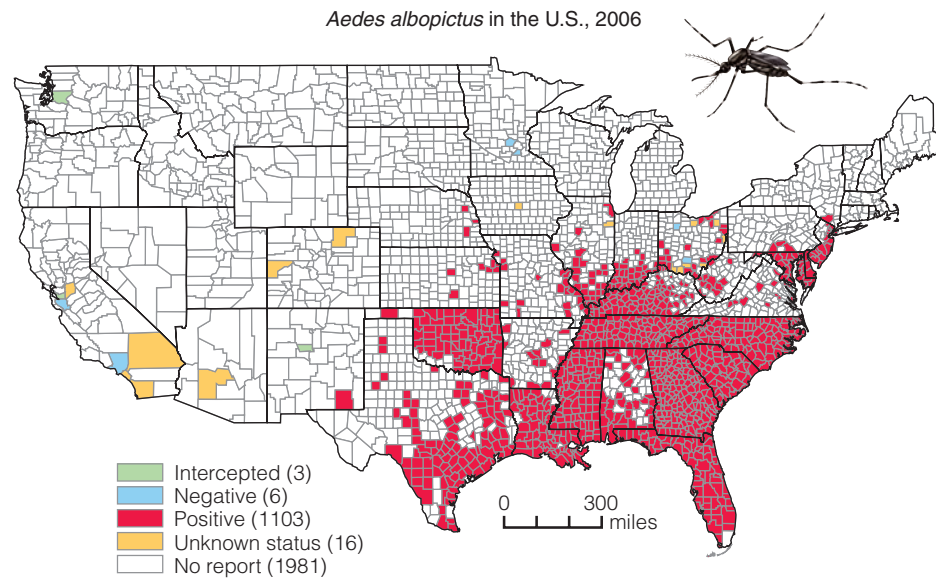 Aedes albopictus in the U.S., 2006
Intercepted (3)
Negative (6)
Positive (1103)
Unknown status (16)
No report (1981)
0 300
miles